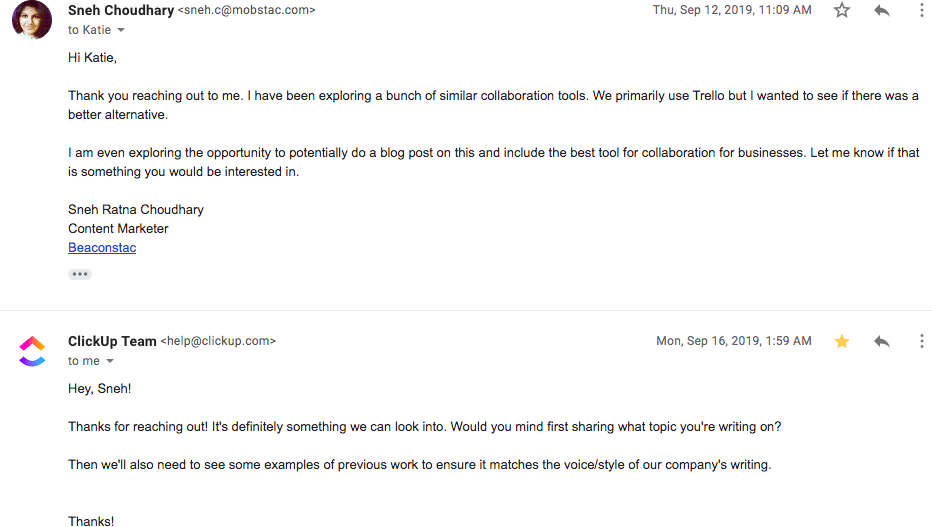 Sneh Choudhary <sneh.c@mobstac.com> Thu, Sep 12, 2019, 11:09 AM
to Katie
Hi Katie,
Thank you reaching out to me. I have been exploring a bunch of similar collaboration tools. We primarily use Trello but I wanted to see if there was a
better alternative.
I am even exploring the opportunity to potentially do a blog post on this and include the best tool for collaboration for businesses. Let me know if that
is something you would be interested in.
Sneh Ratna Choudhary
Content Marketer
Beaconstac
ClickUp Team <help@clickup.com> Mon, Sep 16, 2019, 1:59 AM
to me
Hey, Sneh!
Thanks for reaching out! It's definitely something we can look into. Would you mind first sharing what topic you're writing on?
Then we'll also need to see some examples of previous work to ensure it matches the voice/style of our company's writing.
Thanks!